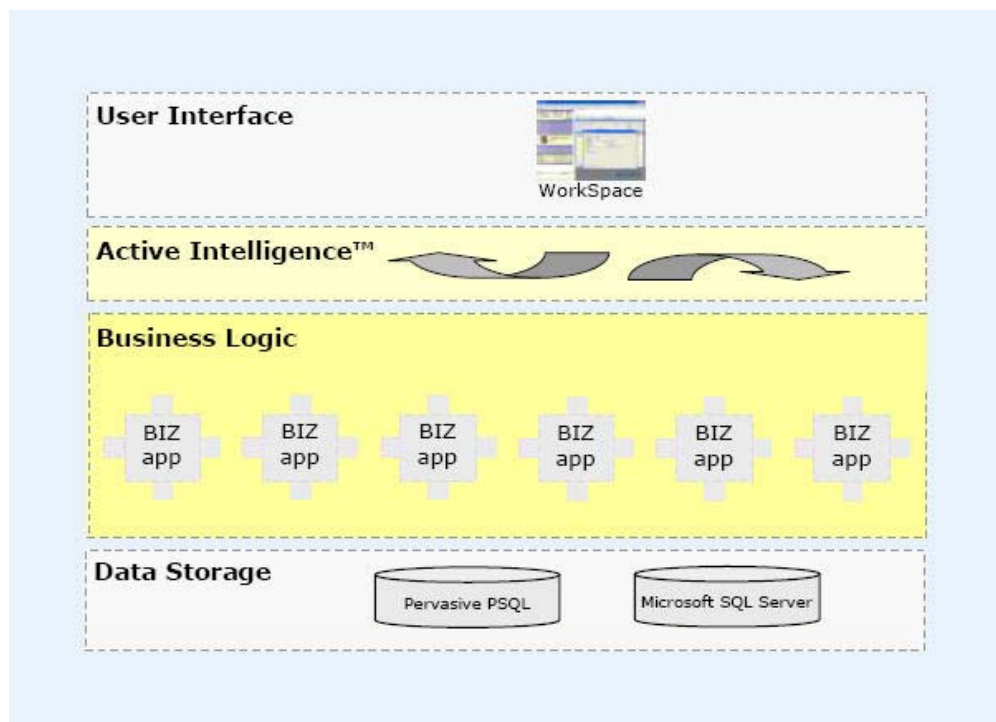 User Interface
WorkSpace
Active Intelligence™
Business Logic
BIZ
app
BIZ
app
BIZ
app
BIZ
app
BIZ
app
BIZ
app
Data Storage
Pervasive PSQL
Microsoft SQL Server